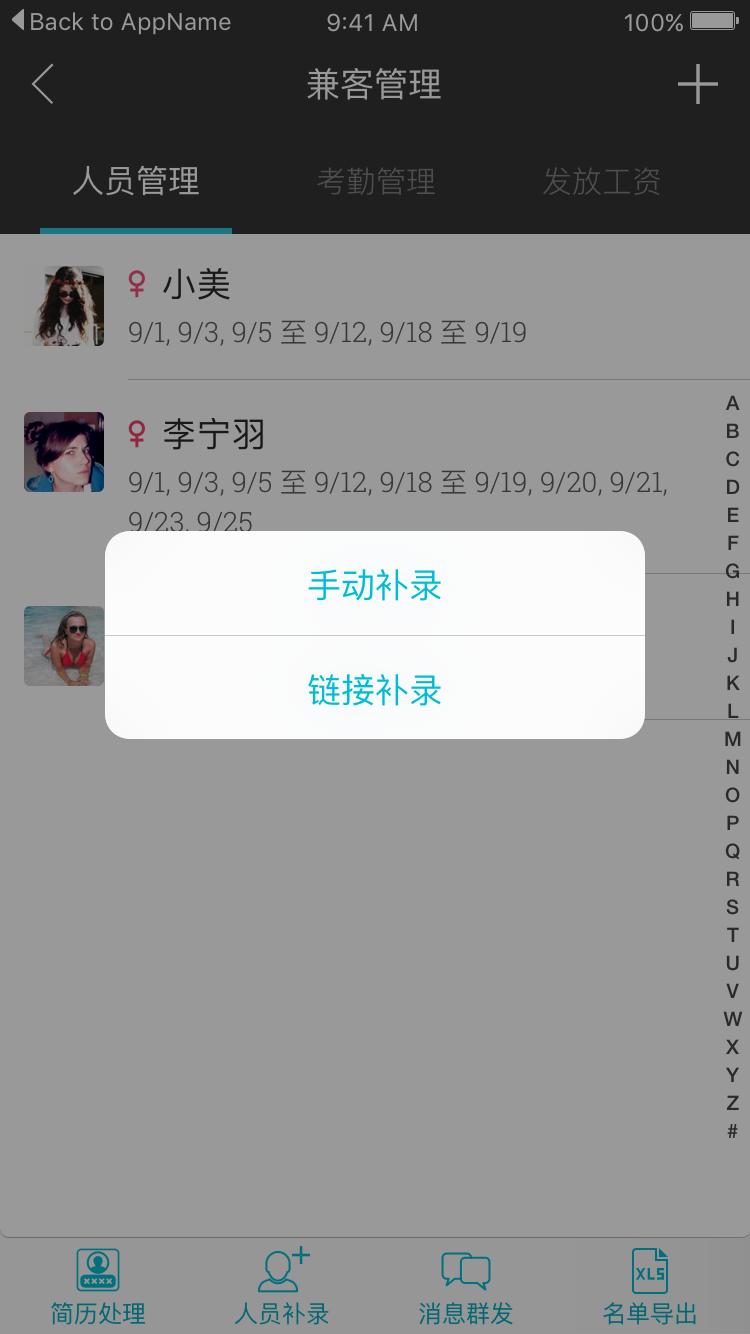 Back to AppName 9:41 AM 100%
兼客管理
人员管理 考勤管理 发放工资
小美
9/1, 9/3, 9/5 至 9/12, 9/18 至 9/19
李宁羽
9/1, 9/3, 9/5 至 9/12, 9/18 至 9/19, 9/20, 9/21,
9/23, 9/25
手动补录
链接补录
A
B
C
D
E
F
G
H
I
J
K
L
M
N
O
P
Q
R
S
T
U
V
W
X
Y
Z
#
XLS
简历处理 人员补录 消息群发 名单导出